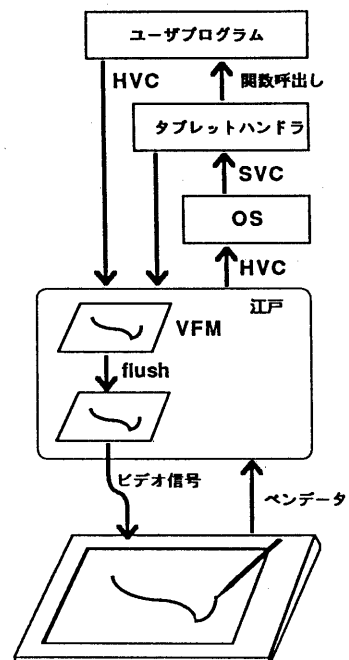 ユーザプログラム
HVC
関数呼出し
タブレットハンドラ
SVC
OS
HVC
江戸
VFM
flush
ビデオ信号
ペンデータ